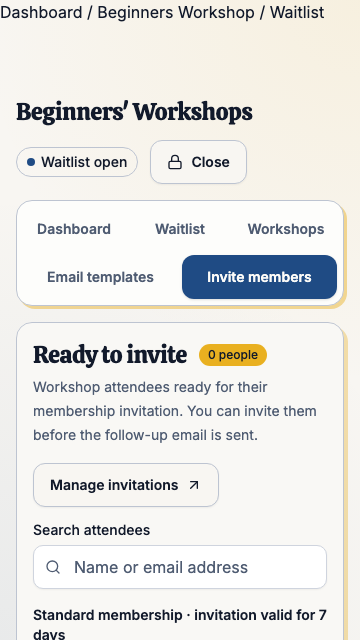 Dashboard / Beginners Workshop / Waitlist
Beginners' Workshops
Waitlist open
Close
Dashboard Waitlist Workshops
Email templates Invite members
Ready to invite 0 people
Workshop attendees ready for their
membership invitation. You can invite them
before the follow-up email is sent.
Manage invitations
Search attendees
Name or email address
Standard membership · invitation valid for 7
days